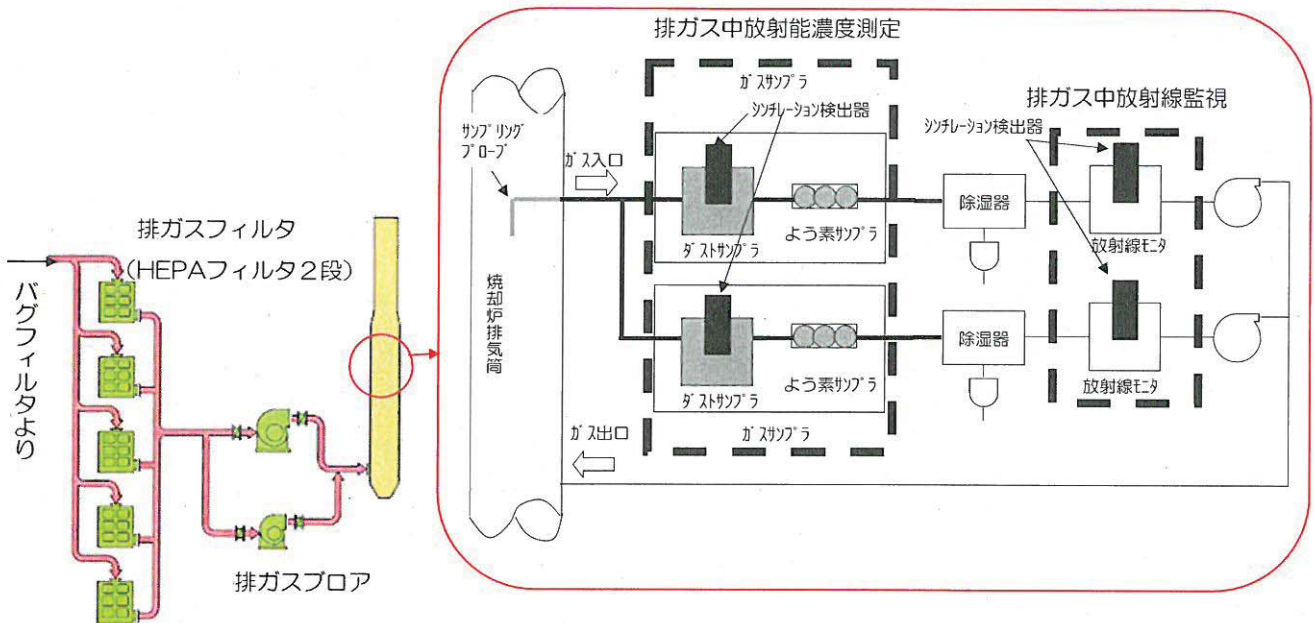 排ガス中放射能濃度測定
ガスサンプラ
シンチレーション検出器
排ガス中放射線監視
シンチレーション検出器
サンプリング
プローブ
ガス入口
除湿器
ダストサンプラ
よう素サンプラ
放射線モニタ
排ガスフィルタ
(HEPAフィルタ2段)
バグフィルタより
焼却炉排気筒
除湿器
ダストサンプラ
よう素サンプラ
放射線モニタ
ガス出口
ガスサンプラ
排ガスブロア